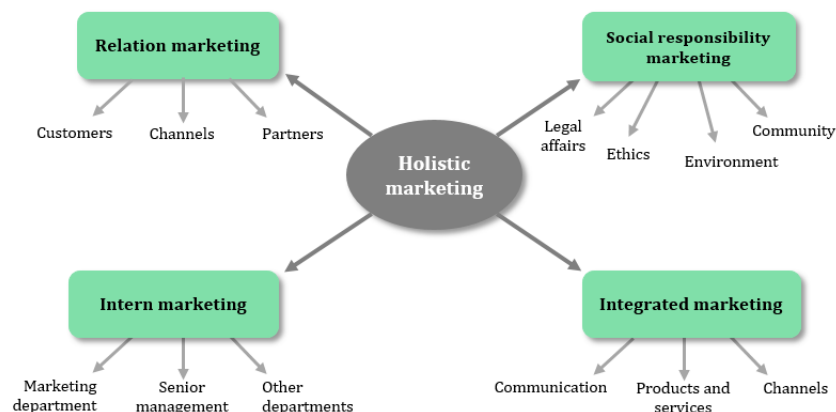 Relation marketing
Customers
Channels
Partners
Social responsibility
marketing
Legal
affairs
Ethics
Environment
Community
Holistic
marketing
Intern marketing
Marketing
department
Senior
management
Other
departments
Integrated marketing
Communication
Products and
services
Channels